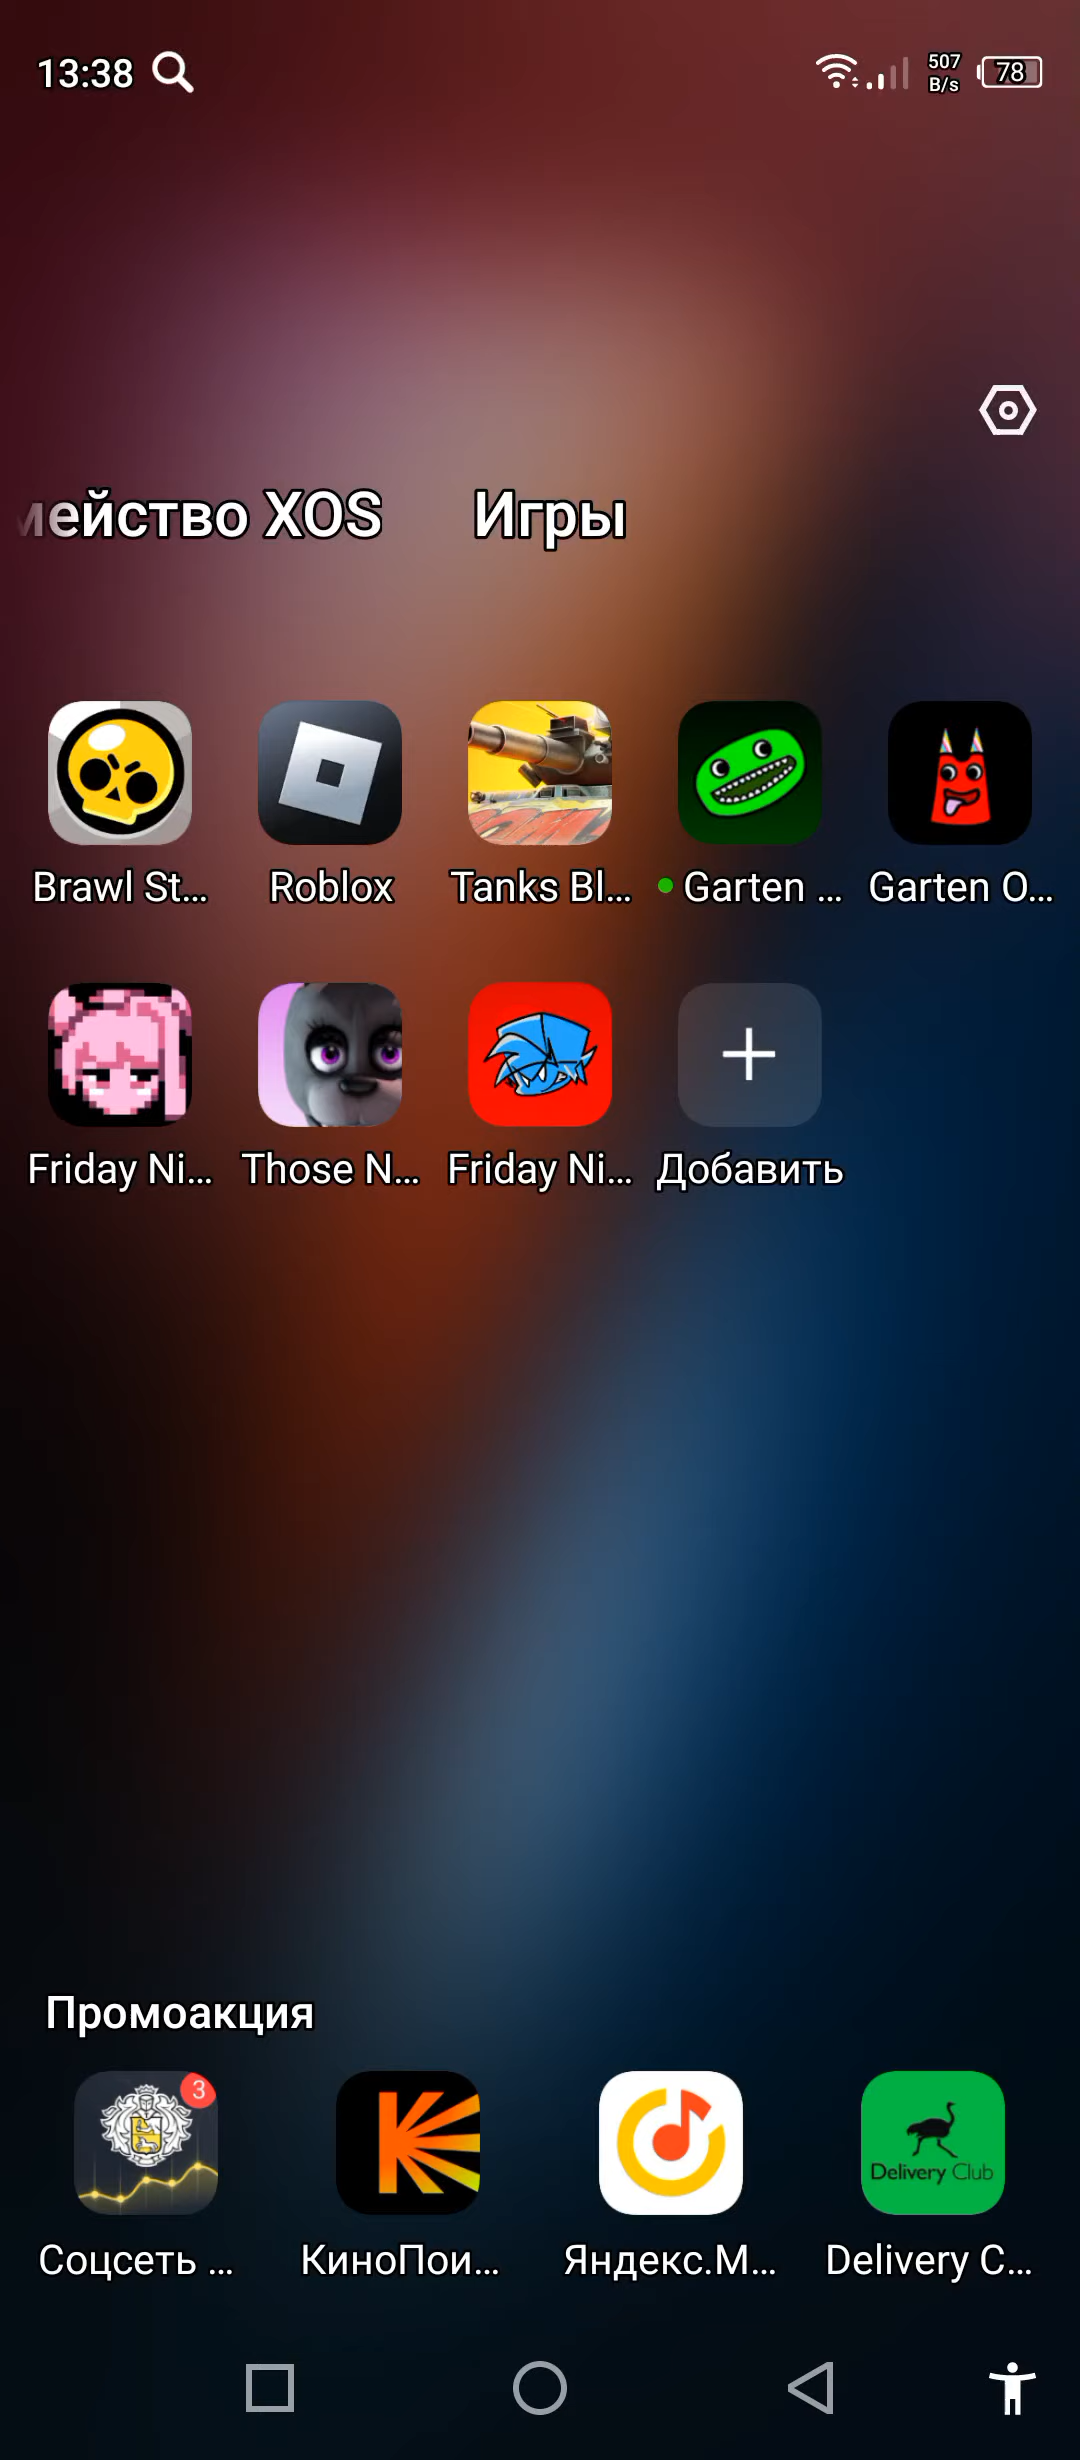 13:38
507
B/s
78
мейство XOS
Игры
Brawl St...
Roblox
Tanks Bl...
Garten ...
Garten O...
Friday Ni...
Those N...
Friday Ni...
Добавить
Промоакция
3
Delivery Club
Соцсеть ...
КиноПои...
Яндекс.М...
Delivery C...